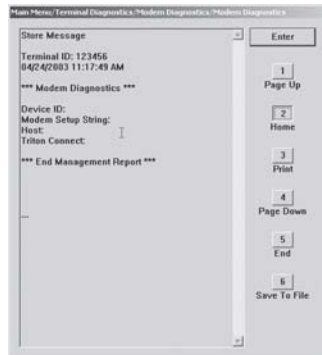 Main Menu/Terminal Diagnostics/Modem Diagnostics/Modem Diagnostics
Store Message
Terminal ID: 123456
04/24/2003 11:17:49 AM
*** Modem Diagnostics ***
Device ID:
Modem Setup String:
Host:
Triton Connect:
*** End Management Report ***
Enter
1
Page Up
2
Home
3
Print
4
Page Down
5
End
6
Save To File